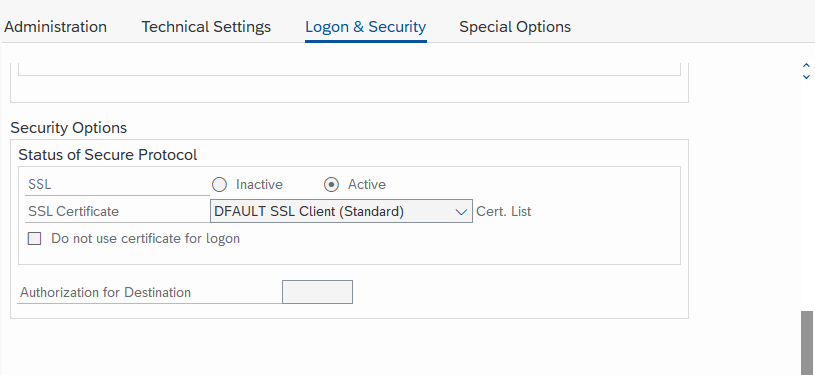 Administration Technical Settings Logon & Security Special Options
Security Options
Status of Secure Protocol
SSL Inactive Active
SSL Certificate DFAULT SSL Client (Standard) Cert. List
Do not use certificate for logon
Authorization for Destination